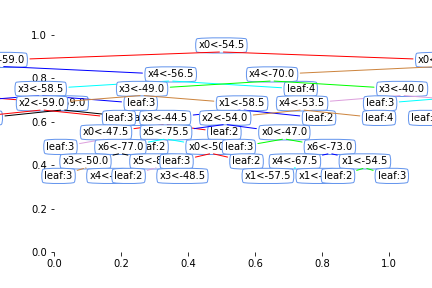 1.0
x0<-54.5
<-59.0
x0<
x4<-56.5
x4<-70.0
0.8
x3<-58.5
x3<-49.0
leaf:4
x3<-40.0
x2<-59.0
leaf:3
x1<-58.5
x4<-53.5
leaf:3
0.6
leaf:3
x3<-44.5
x2<-54.0
leaf:2
leaf:4
x0<-47.5
x5<-75.5
leaf:2
x0<-47.0
leaf:3
x6<-77.0
leaf:3
x6<-73.0
0.4
x3<-50.0
leaf:3
leaf:2
x4<-67.5
x1<-54.5
leaf:3
leaf:2
x3<-48.5
x1<-57.5
leaf:2
leaf:3
0.2
0.0
0.0 0.2 0.4 0.6 0.8 1.0